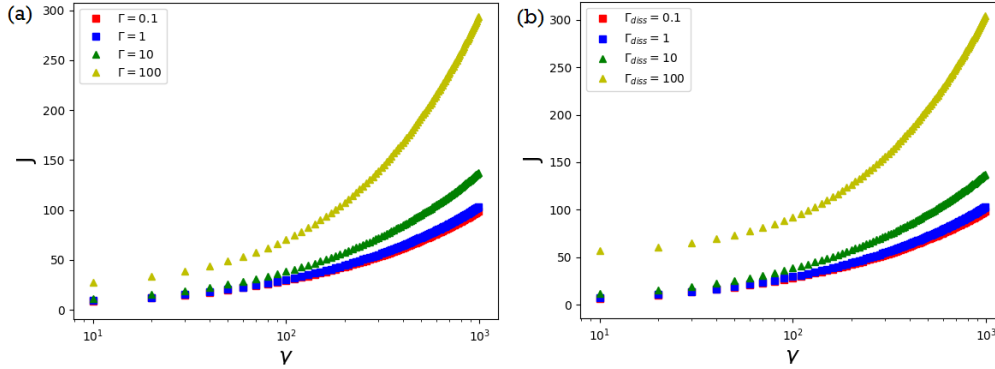 (a)
Γ = 0.1
Γ = 1
Γ = 10
Γ = 100
300
250
200
150
100
50
0
J
10¹
10²
10³
γ
(b)
Γ_diss = 0.1
Γ_diss = 1
Γ_diss = 10
Γ_diss = 100
300
250
200
150
100
50
0
J
10¹
10²
10³
γ